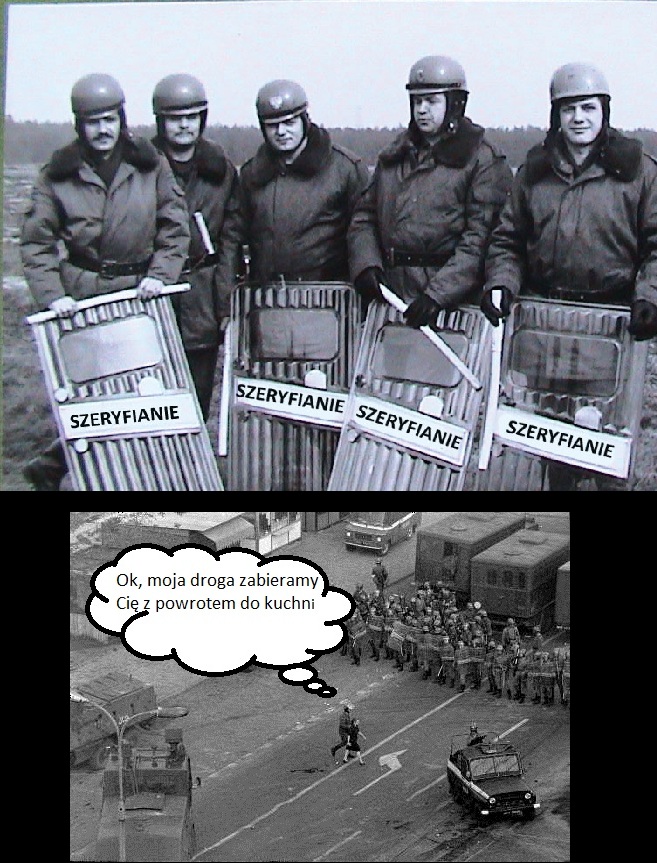 SZERYFIANIE
SZERYFIANIE
SZERYFIANIE
SZERYFIANIE
Ok, moja droga zabieramy
Cię z powrotem do kuchni